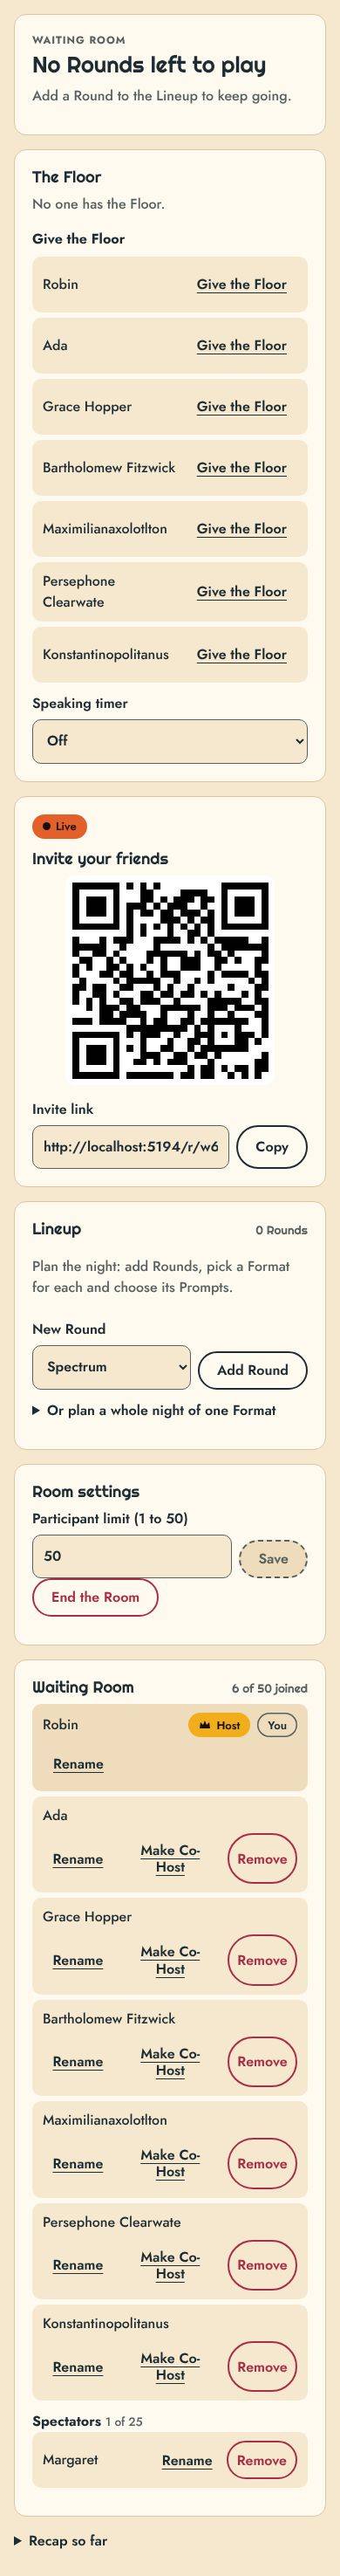 WAITING ROOM
No Rounds left to play
Add a Round to the Lineup to keep going.
The Floor
No one has the Floor.
Give the Floor
Robin Give the Floor
Ada Give the Floor
Grace Hopper Give the Floor
Bartholomew Fitzwick Give the Floor
Maximilianaxolotlton Give the Floor
Persephone
Clearwate Give the Floor
Konstantinopolitanus Give the Floor
Speaking timer
Off
Live
Invite your friends
Invite link
http://localhost:5194/r/w6 Copy
Lineup 0 Rounds
Plan the night: add Rounds, pick a Format
for each and choose its Prompts.
New Round
Spectrum Add Round
Or plan a whole night of one Format
Room settings
Participant limit (1 to 50)
50 Save
End the Room
Waiting Room 6 of 50 joined
Robin Host You
Rename
Ada
Rename Make Co-
Host Remove
Grace Hopper
Rename Make Co-
Host Remove
Bartholomew Fitzwick
Rename Make Co-
Host Remove
Maximilianaxolotlton
Rename Make Co-
Host Remove
Persephone Clearwate
Rename Make Co-
Host Remove
Konstantinopolitanus
Rename Make Co-
Host Remove
Spectators 1 of 25
Margaret Rename Remove
Recap so far